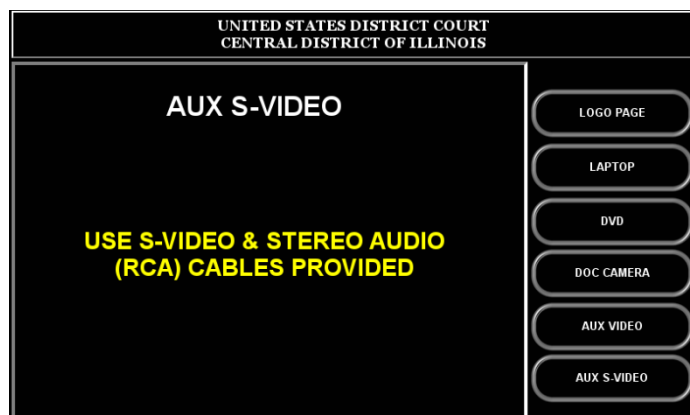 UNITED STATES DISTRICT COURT
CENTRAL DISTRICT OF ILLINOIS
AUX S-VIDEO
USE S-VIDEO & STEREO AUDIO
(RCA) CABLES PROVIDED
LOGO PAGE
LAPTOP
DVD
DOC CAMERA
AUX VIDEO
AUX S-VIDEO